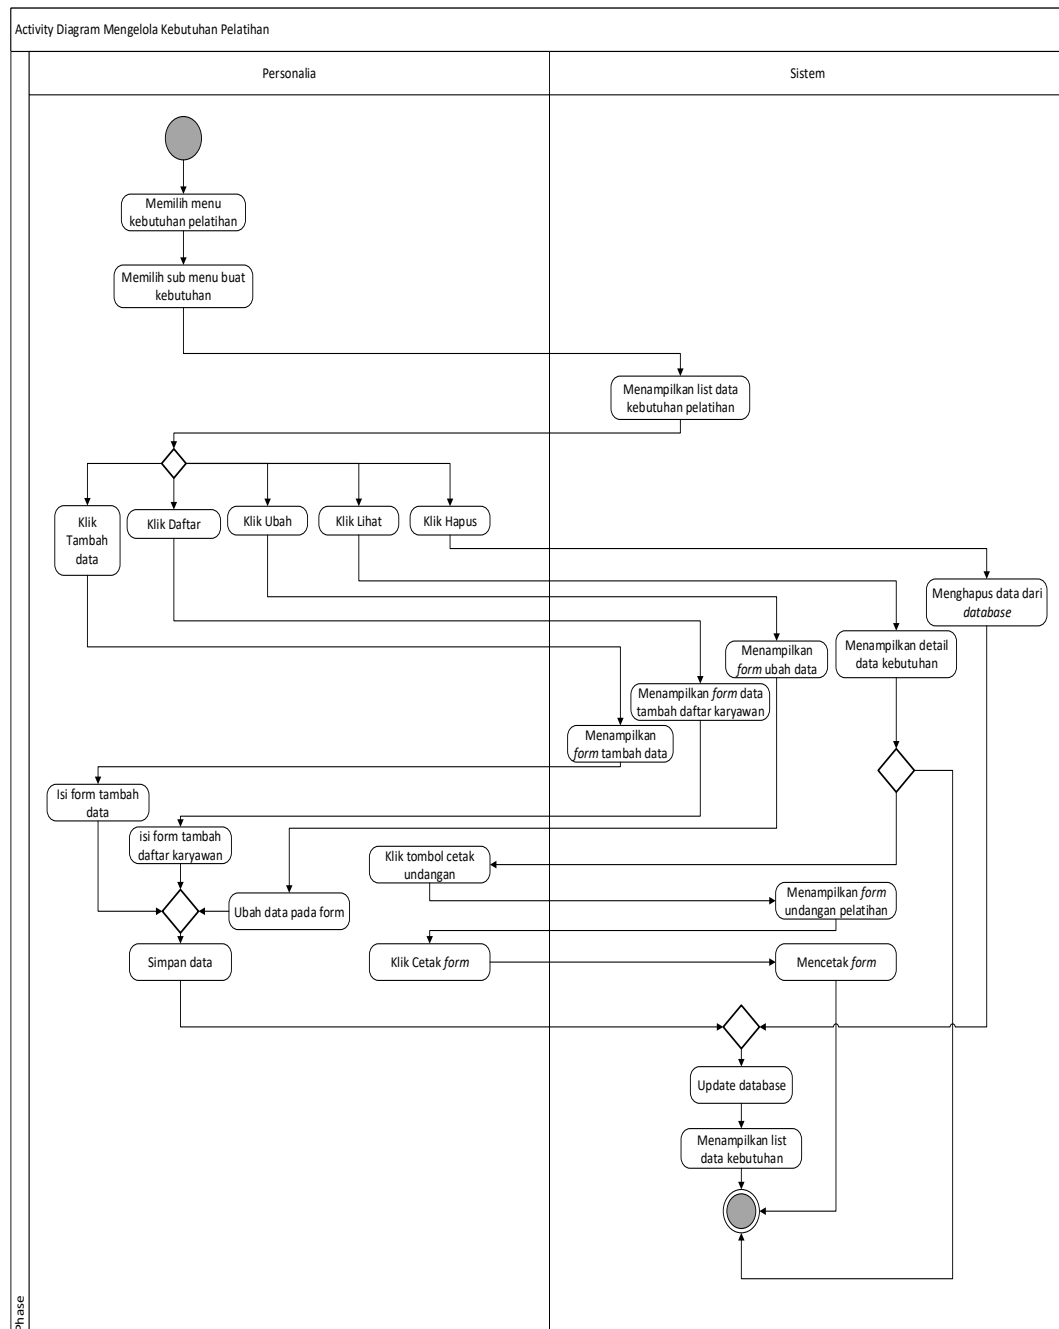 Activity Diagram Mengelola Kebutuhan Pelatihan
Phase
Personalia
Sistem
Memilih menu
kebutuhan pelatihan
Memilih sub menu buat
kebutuhan
Menampilkan list data
kebutuhan pelatihan
Klik
Tambah
data
Klik Daftar
Klik Ubah
Klik Lihat
Klik Hapus
Menghapus data dari
database
Menampilkan detail
data kebutuhan
Menampilkan
form ubah data
Menampilkan form data
tambah daftar karyawan
Menampilkan
form tambah data
Isi form tambah
data
isi form tambah
daftar karyawan
Klik tombol cetak
undangan
Ubah data pada form
Menampilkan form
undangan pelatihan
Simpan data
Klik Cetak form
Mencetak form
Update database
Menampilkan list
data kebutuhan